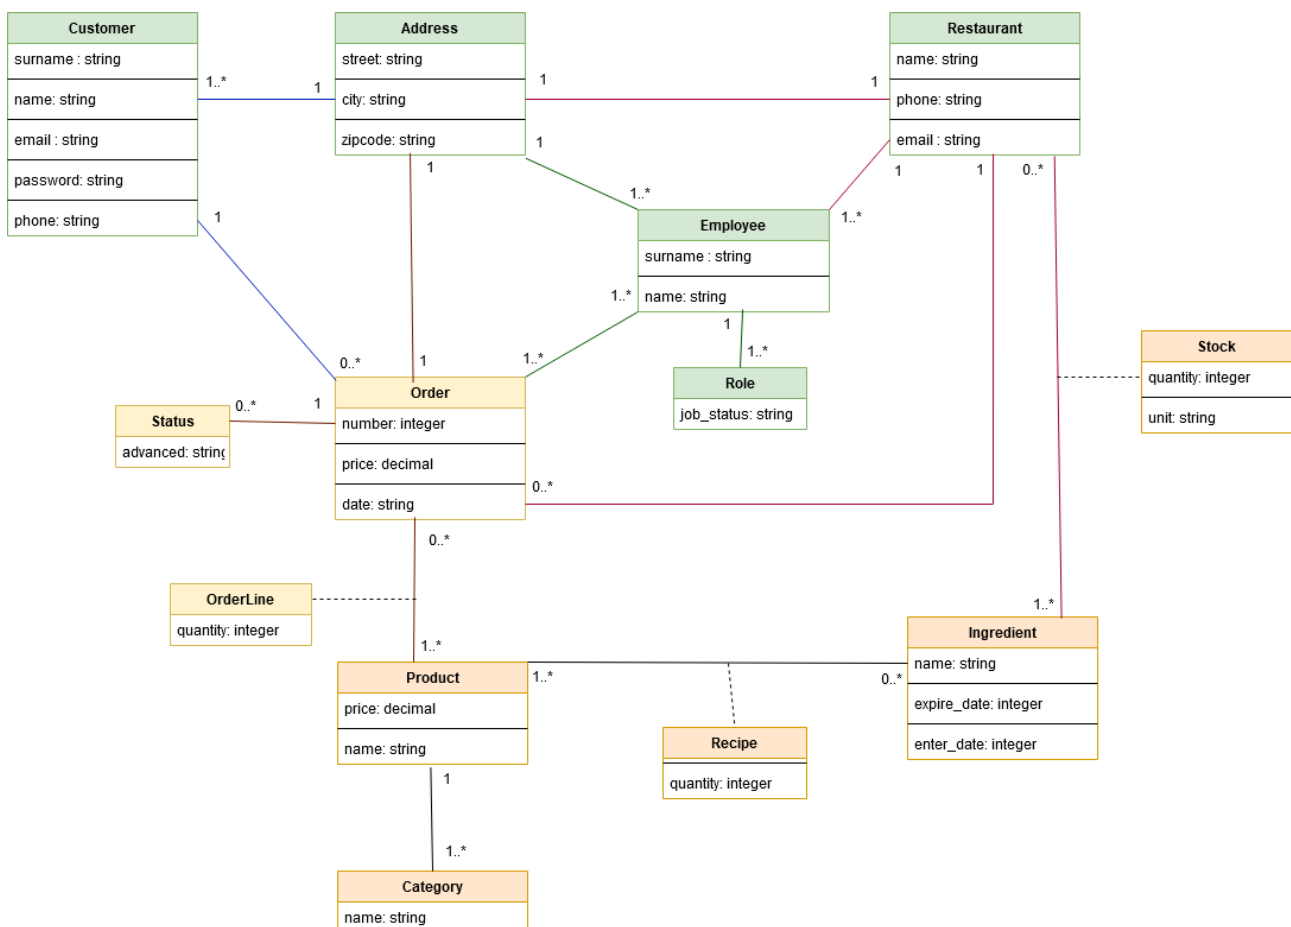 Customer
surname : string
name: string
email : string
password: string
phone: string
Address
street: string
city: string
zipcode: string
Restaurant
name: string
phone: string
email : string
1..*
1
1
1
1
1
1
1
0..*
1..*
1..*
1
Employee
surname : string
name: string
1..*
1
1..*
1..*
0..*
1
Role
job_status: string
Stock
quantity: integer
unit: string
Order
number: integer
price: decimal
date: string
0..*
1
Status
advanced: string
0..*
0..*
OrderLine
quantity: integer
1..*
1..*
Product
price: decimal
name: string
1..*
0..*
Ingredient
name: string
expire_date: integer
enter_date: integer
Recipe
quantity: integer
1
1..*
Category
name: string